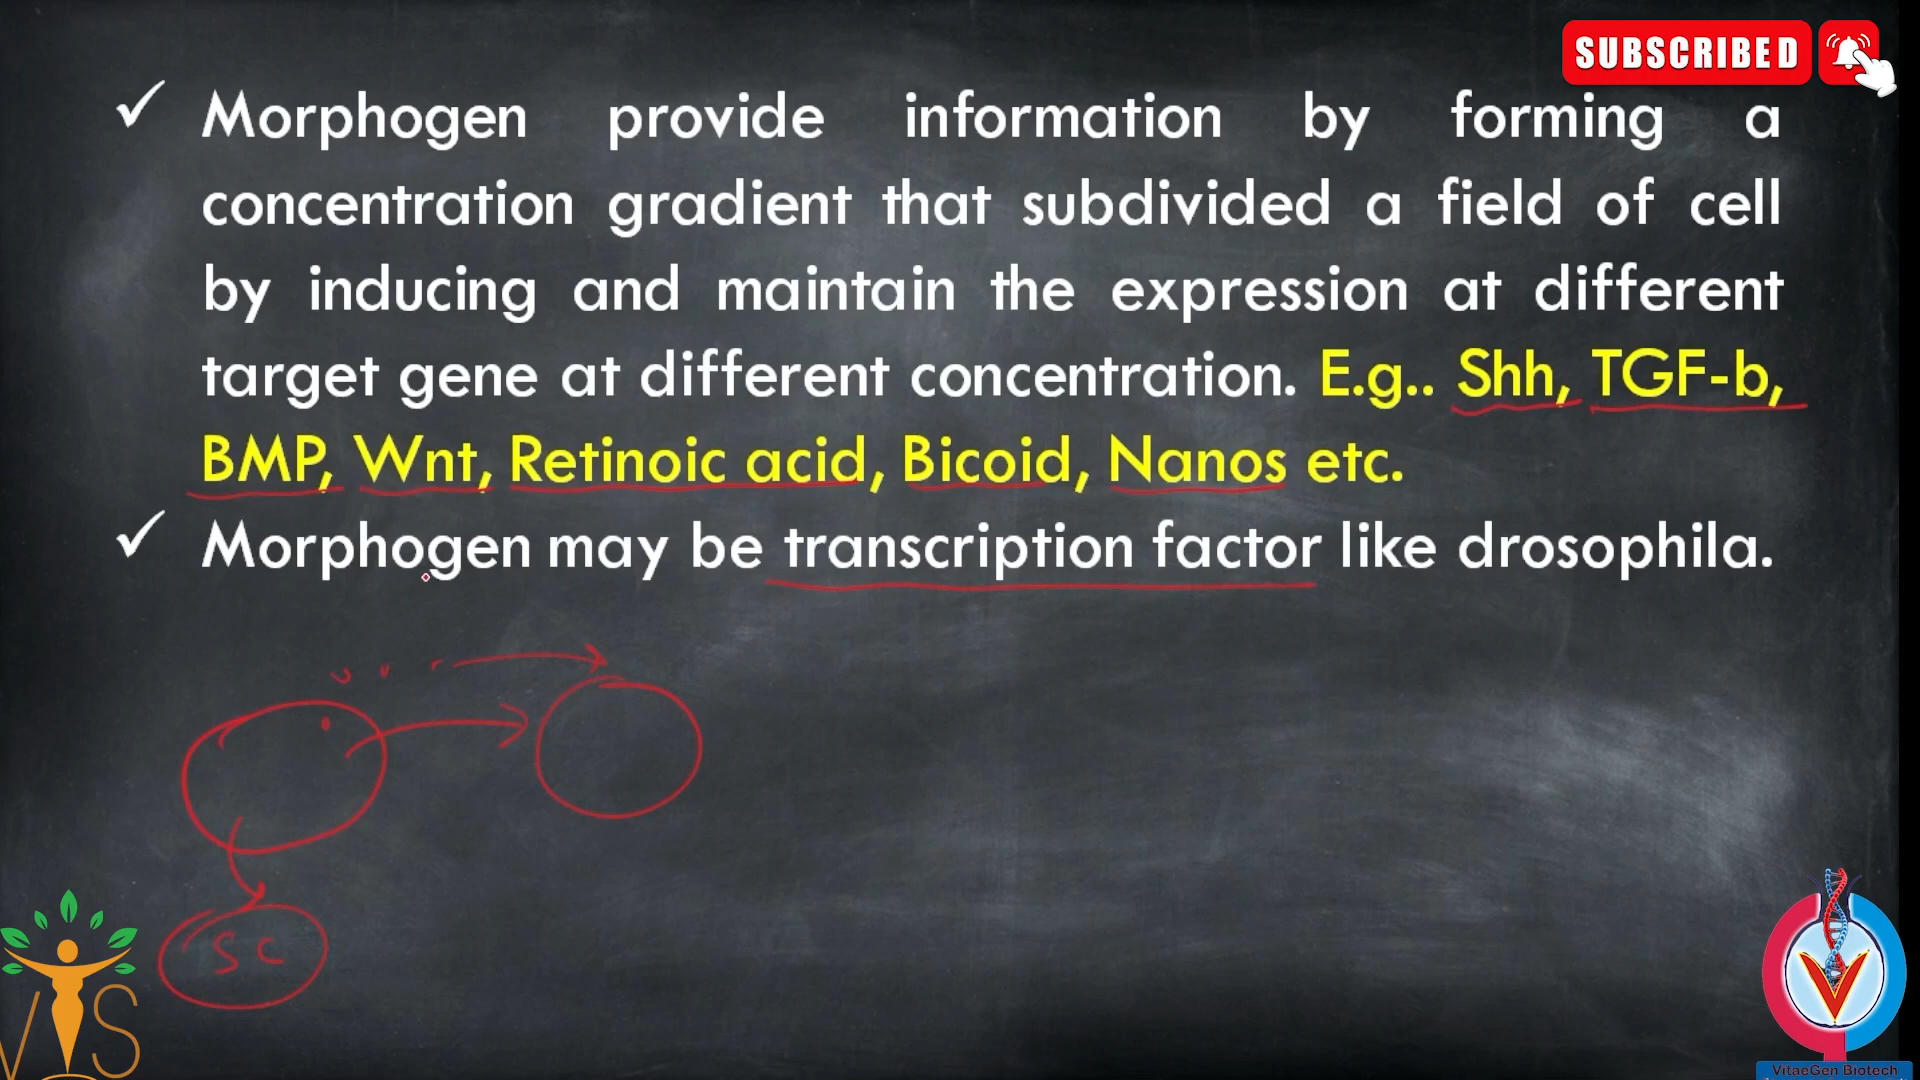 SUBSCRIBED
✓ Morphogen provide information by forming a
concentration gradient that subdivided a field of cell
by inducing and maintain the expression at different
target gene at different concentration. E.g.. Shh, TGF-b,
BMP, Wnt, Retinoic acid, Bicoid, Nanos etc.
✓ Morphogen may be transcription factor like drosophila.
SC
VS
V
VitaeGen Biotech